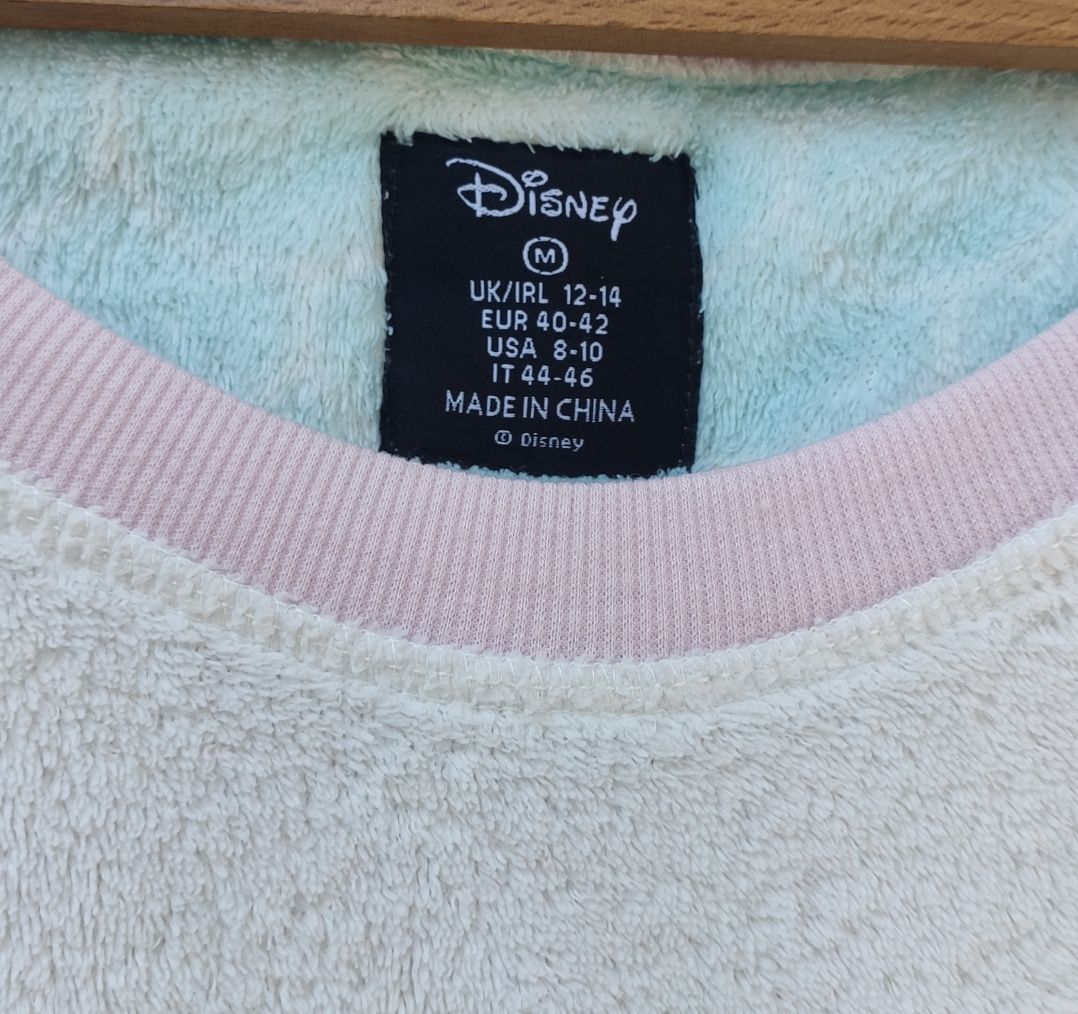 Disney
M
UK/IRL 12-14
EUR 40-42
USA 8-10
IT 44-46
MADE IN CHINA
© Disney